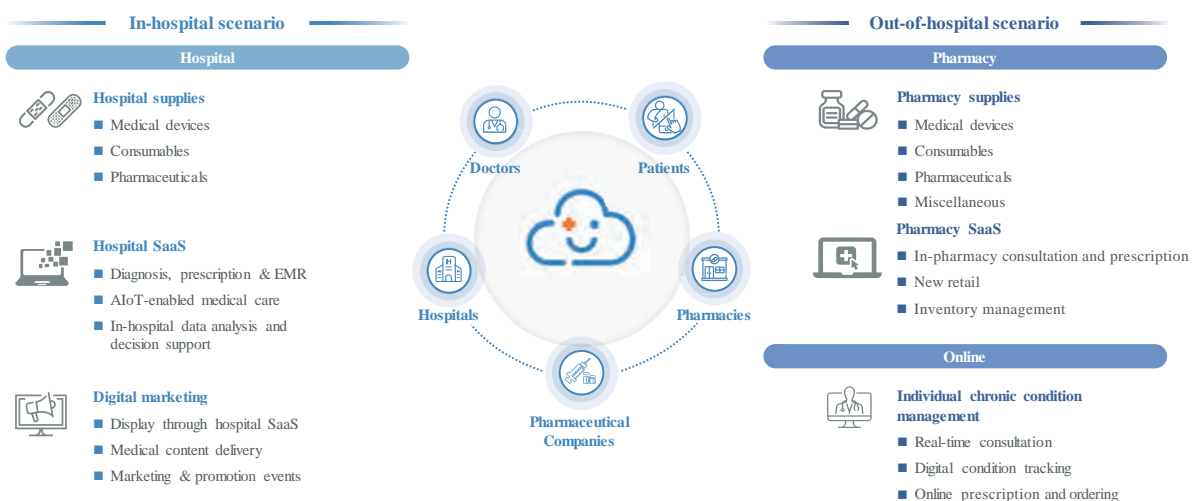 In-hospital scenario
Hospital
Hospital supplies
Medical devices
Consumables
Pharmaceuticals
Hospital SaaS
Diagnosis, prescription & EMR
AIoT-enabled medical care
In-hospital data analysis and
decision support
Digital marketing
Display through hospital SaaS
Medical content delivery
Marketing & promotion events
Doctors
Patients
Hospitals
Pharmacies
Pharmaceutical
Companies
Out-of-hospital scenario
Pharmacy
Pharmacy supplies
Medical devices
Consumables
Pharmaceuticals
Miscellaneous
Pharmacy SaaS
In-pharmacy consultation and prescription
New retail
Inventory management
Online
Individual chronic condition
management
Real-time consultation
Digital condition tracking
Online prescription and ordering